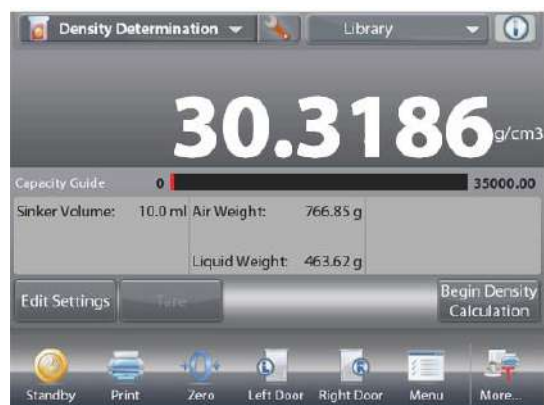 Density Determination Library
30.3186 g/cm3
Capacity Guide 0 35000.00
Sinker Volume: 10.0 ml Air Weight: 766.85 g
Liquid Weight: 463.62 g
Edit Settings Tare Begin Density
Calculation
Standby Print Zero Left Door Right Door Menu More...